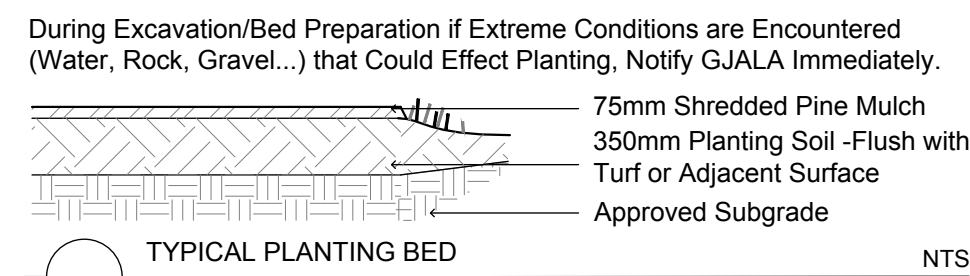 During Excavation/Bed Preparation if Extreme Conditions are Encountered
(Water, Rock, Gravel...) that Could Effect Planting, Notify GJALA Immediately.
75mm Shredded Pine Mulch
350mm Planting Soil -Flush with
Turf or Adjacent Surface
Approved Subgrade
TYPICAL PLANTING BED
NTS